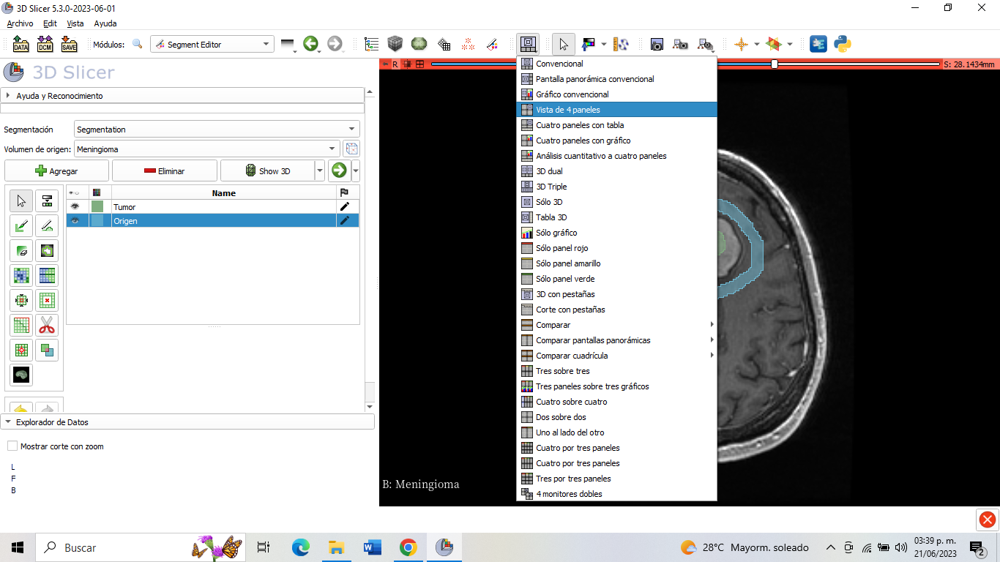 3D Slicer 5.3.0-2023-06-01
Archivo Edit Vista Ayuda
DATA DCM SAVE Módulos: Segment Editor
3D Slicer
R S: 28.1434mm
Ayuda y Reconocimiento
Segmentación Segmentation
Volumen de origen: Meningioma
Agregar Eliminar Show 3D
Name
Tumor
Origen
Explorador de Datos
Mostrar corte con zoom
L
F
B
Convencional
Pantalla panorámica convencional
Gráfico convencional
Vista de 4 paneles
Cuatro paneles con tabla
Cuatro paneles con gráfico
Análisis cuantitativo a cuatro paneles
3D dual
3D Triple
Sólo 3D
Tabla 3D
Sólo gráfico
Sólo panel rojo
Sólo panel amarillo
Sólo panel verde
3D con pestañas
Corte con pestañas
Comparar
Comparar pantallas panorámicas
Comparar cuadrícula
Tres sobre tres
Tres paneles sobre tres gráficos
Cuatro sobre cuatro
Dos sobre dos
Uno al lado del otro
Cuatro por tres paneles
Cuatro por tres paneles
Tres por tres paneles
4 monitores dobles
B: Meningioma
Buscar
28°C Mayorm. soleado
03:39 p. m.
21/06/2023
2